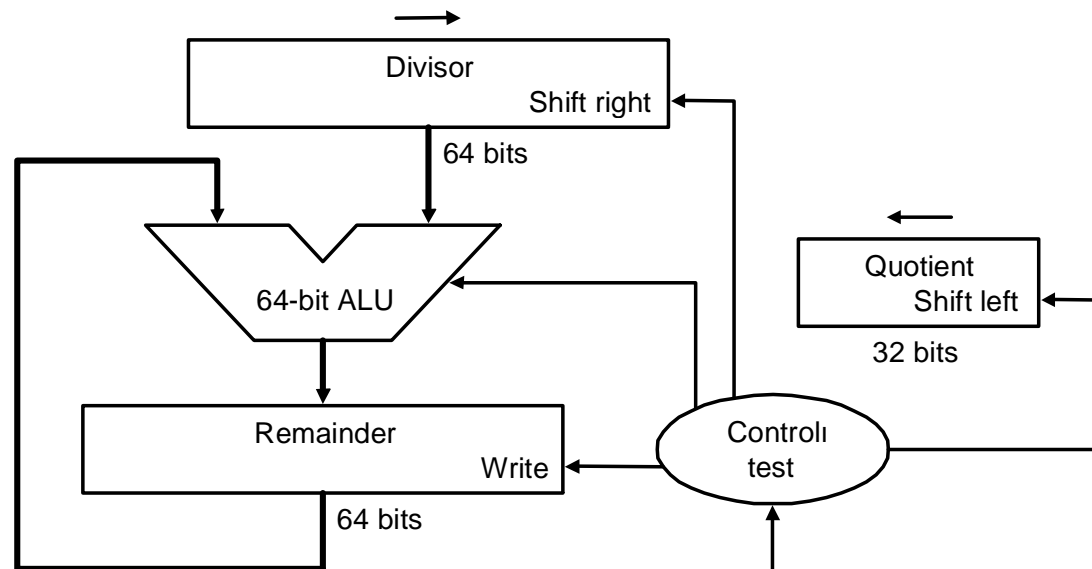 Divisor
Shift right
64 bits
64-bit ALU
Quotient
Shift left
32 bits
Remainder
Write
64 bits
Controlı
test